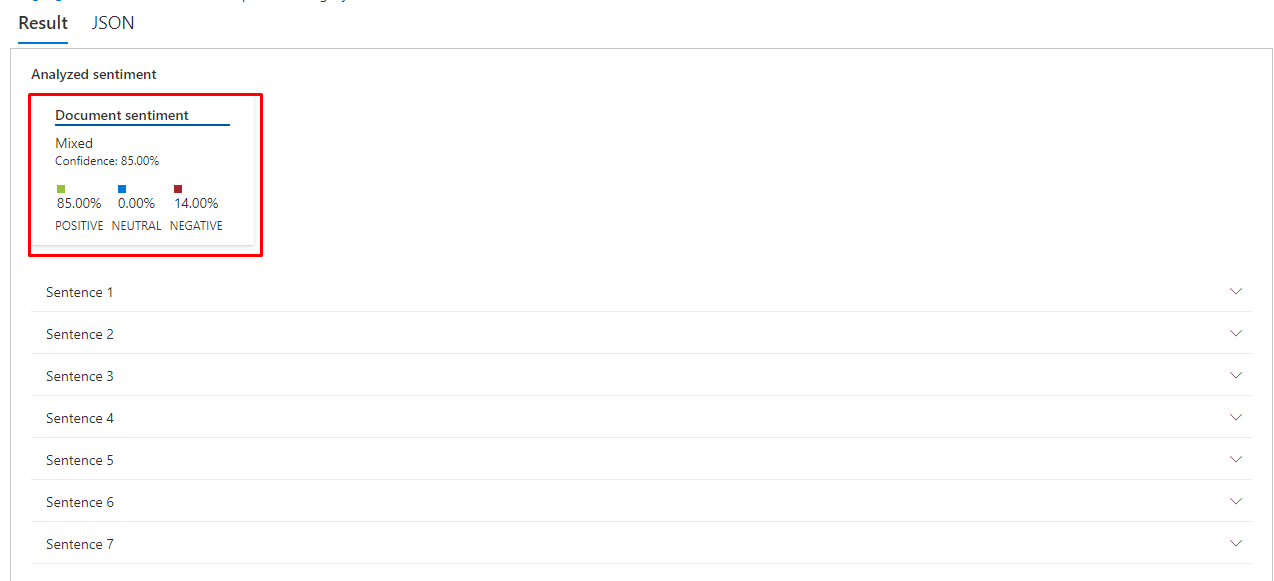 Result JSON
Analyzed sentiment
Document sentiment
Mixed
Confidence: 85.00%
85.00% 0.00% 14.00%
POSITIVE NEUTRAL NEGATIVE
Sentence 1
Sentence 2
Sentence 3
Sentence 4
Sentence 5
Sentence 6
Sentence 7